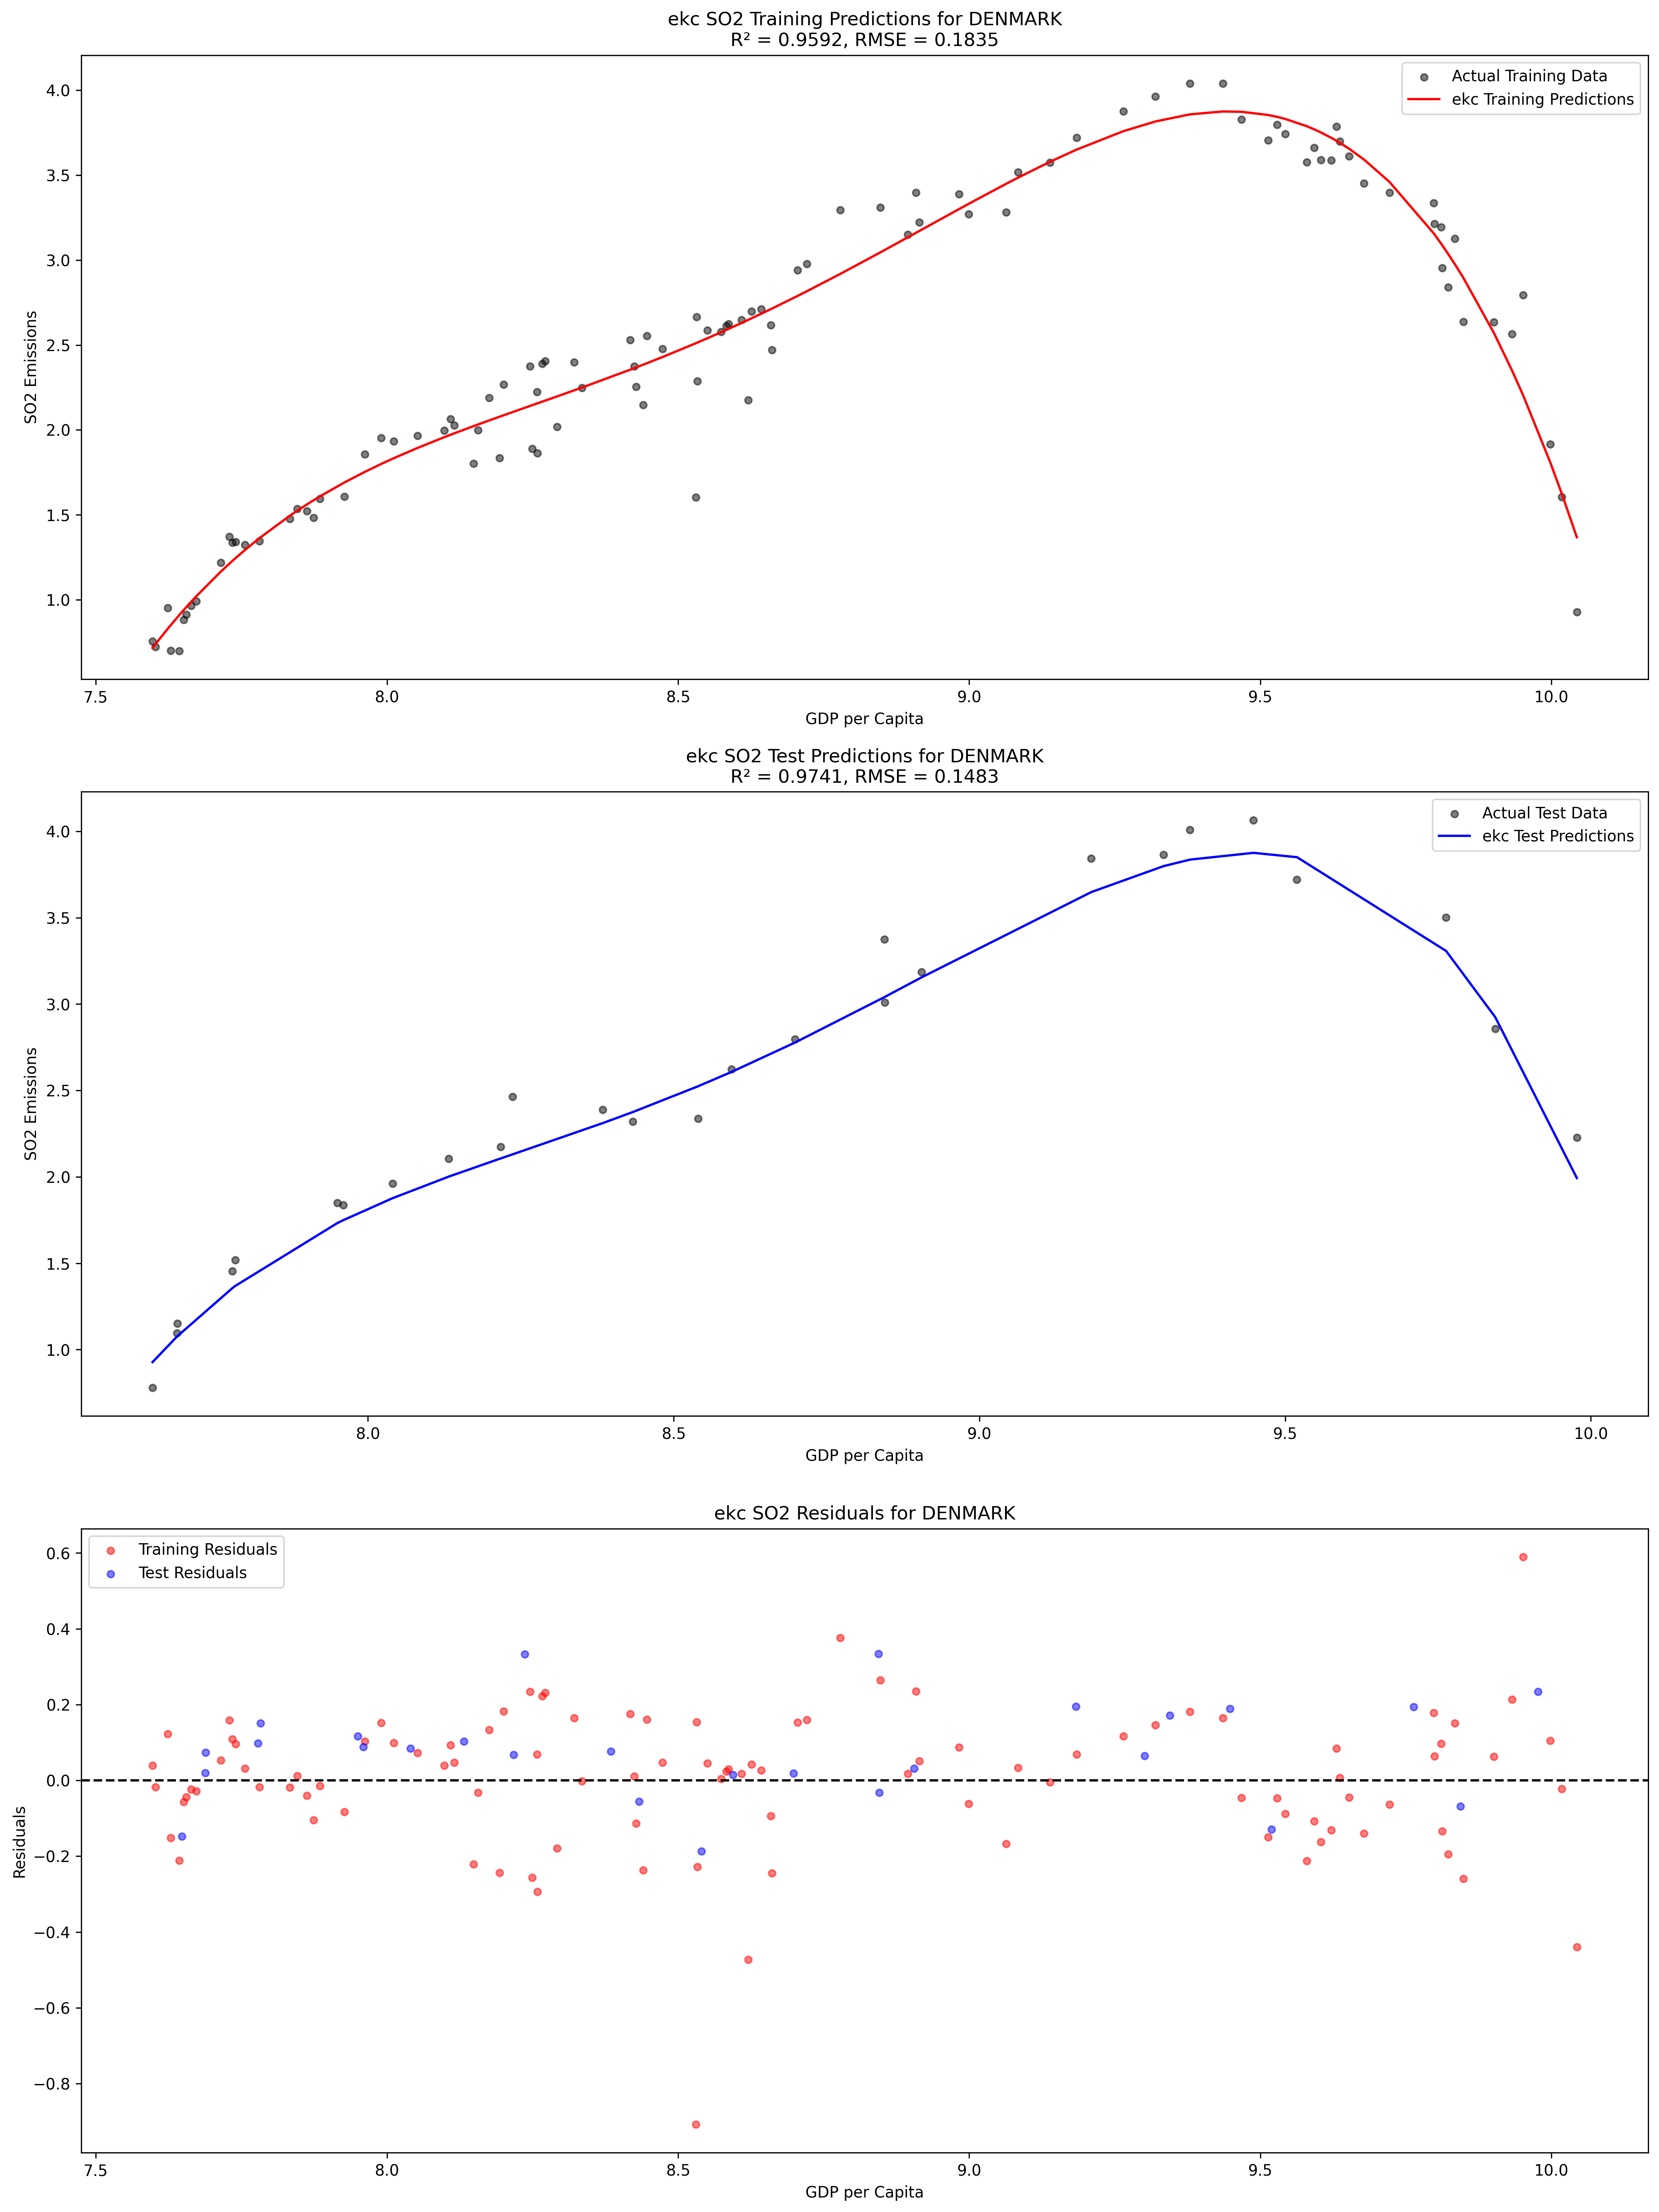 ekc SO2 Training Predictions for DENMARK
R² = 0.9592, RMSE = 0.1835
Actual Training Data
ekc Training Predictions
4.0
3.5
3.0
2.5
2.0
1.5
1.0
SO2 Emissions
7.5 8.0 8.5 9.0 9.5 10.0
GDP per Capita
ekc SO2 Test Predictions for DENMARK
R² = 0.9741, RMSE = 0.1483
Actual Test Data
ekc Test Predictions
4.0
3.5
3.0
2.5
2.0
1.5
1.0
SO2 Emissions
8.0 8.5 9.0 9.5 10.0
GDP per Capita
ekc SO2 Residuals for DENMARK
Training Residuals
Test Residuals
0.6
0.4
0.2
0.0
−0.2
−0.4
−0.6
−0.8
Residuals
7.5 8.0 8.5 9.0 9.5 10.0
GDP per Capita